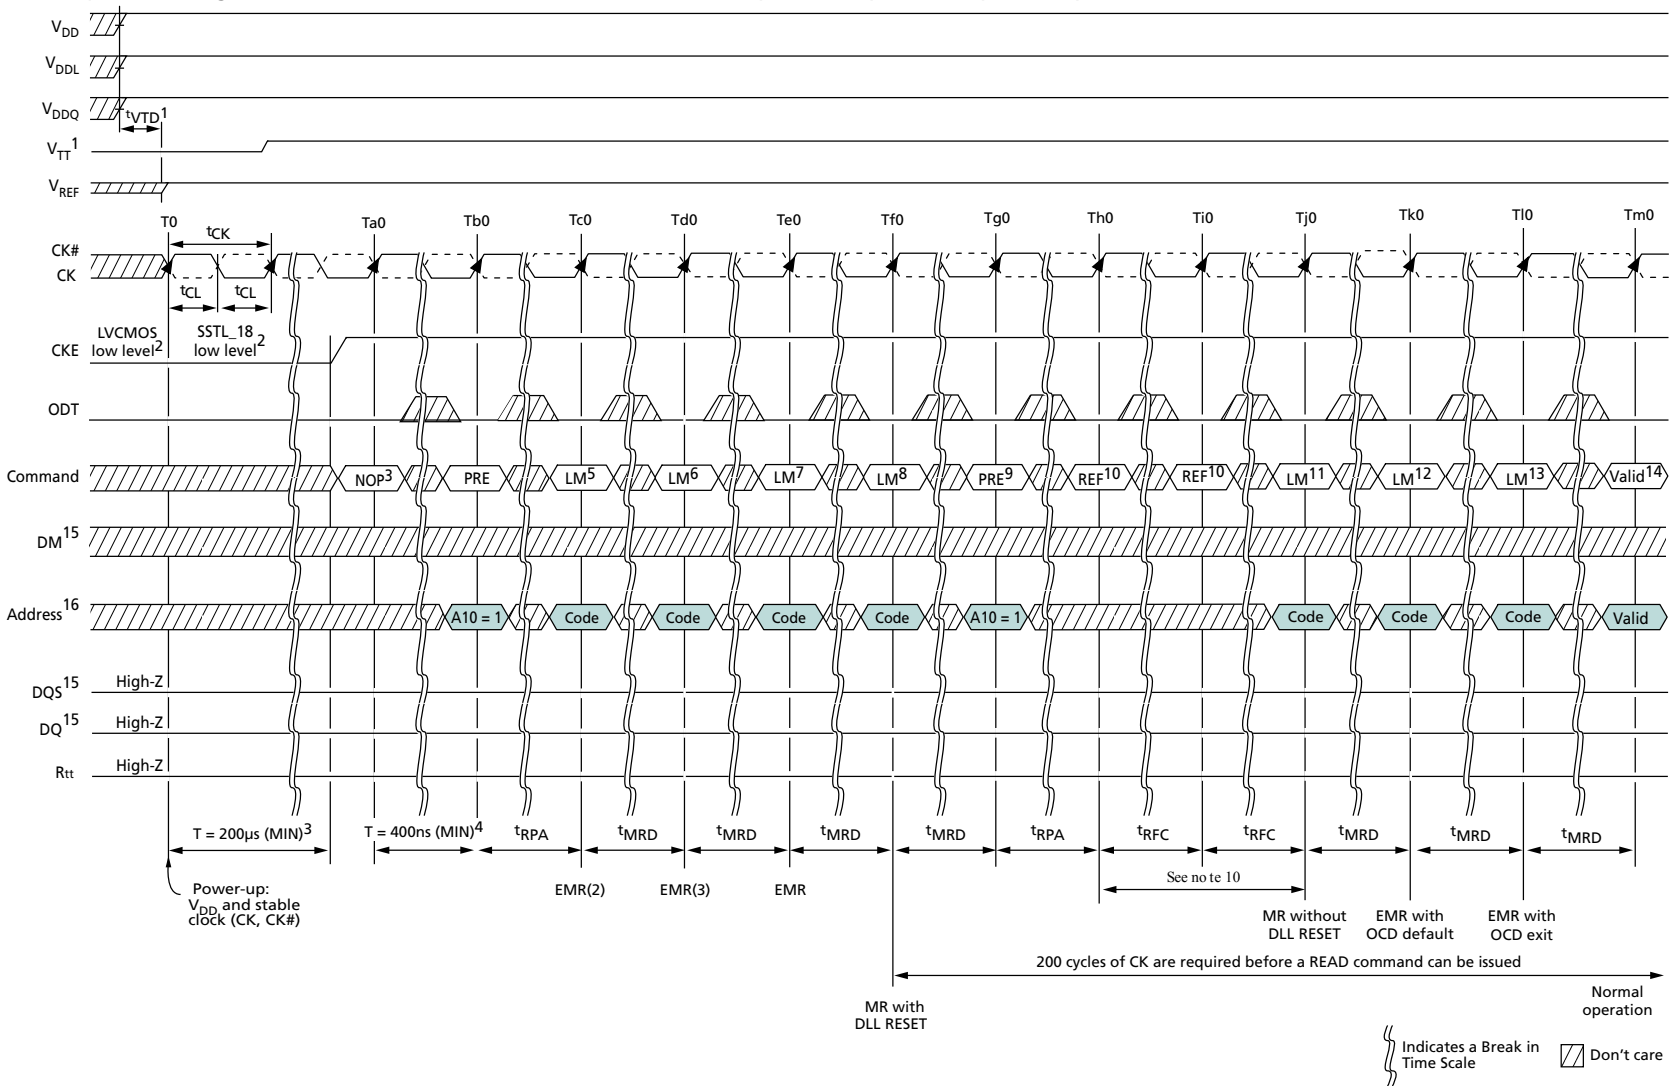 VDD
VDDL
VDDQ
tVTD1
VTT1
VREF
T0 Ta0 Tb0 Tc0 Td0 Te0 Tf0 Tg0 Th0 Ti0 Tj0 Tk0 Tl0 Tm0
tCK
CK#
CK
tCL tCL
LVCMOS low level2
SSTL_18 low level2
CKE
ODT
Command NOP3 PRE LM5 LM6 LM7 LM8 PRE9 REF10 REF10 LM11 LM12 LM13 Valid14
DM15
Address16 A10 = 1 Code Code Code Code A10 = 1 Code Code Code Valid
DQS15 High-Z
DQ15 High-Z
Rtt High-Z
T = 200µs (MIN)3 T = 400ns (MIN)4 tRPA tMRD tMRD tMRD tMRD tRPA tRFC tRFC tMRD tMRD tMRD
Power-up:
VDD and stable
clock (CK, CK#)
EMR(2) EMR(3) EMR
See no te 10
MR without
DLL RESET
EMR with
OCD default
EMR with
OCD exit
200 cycles of CK are required before a READ command can be issued
MR with
DLL RESET
Normal
operation
Indicates a Break in
Time Scale
Don't care